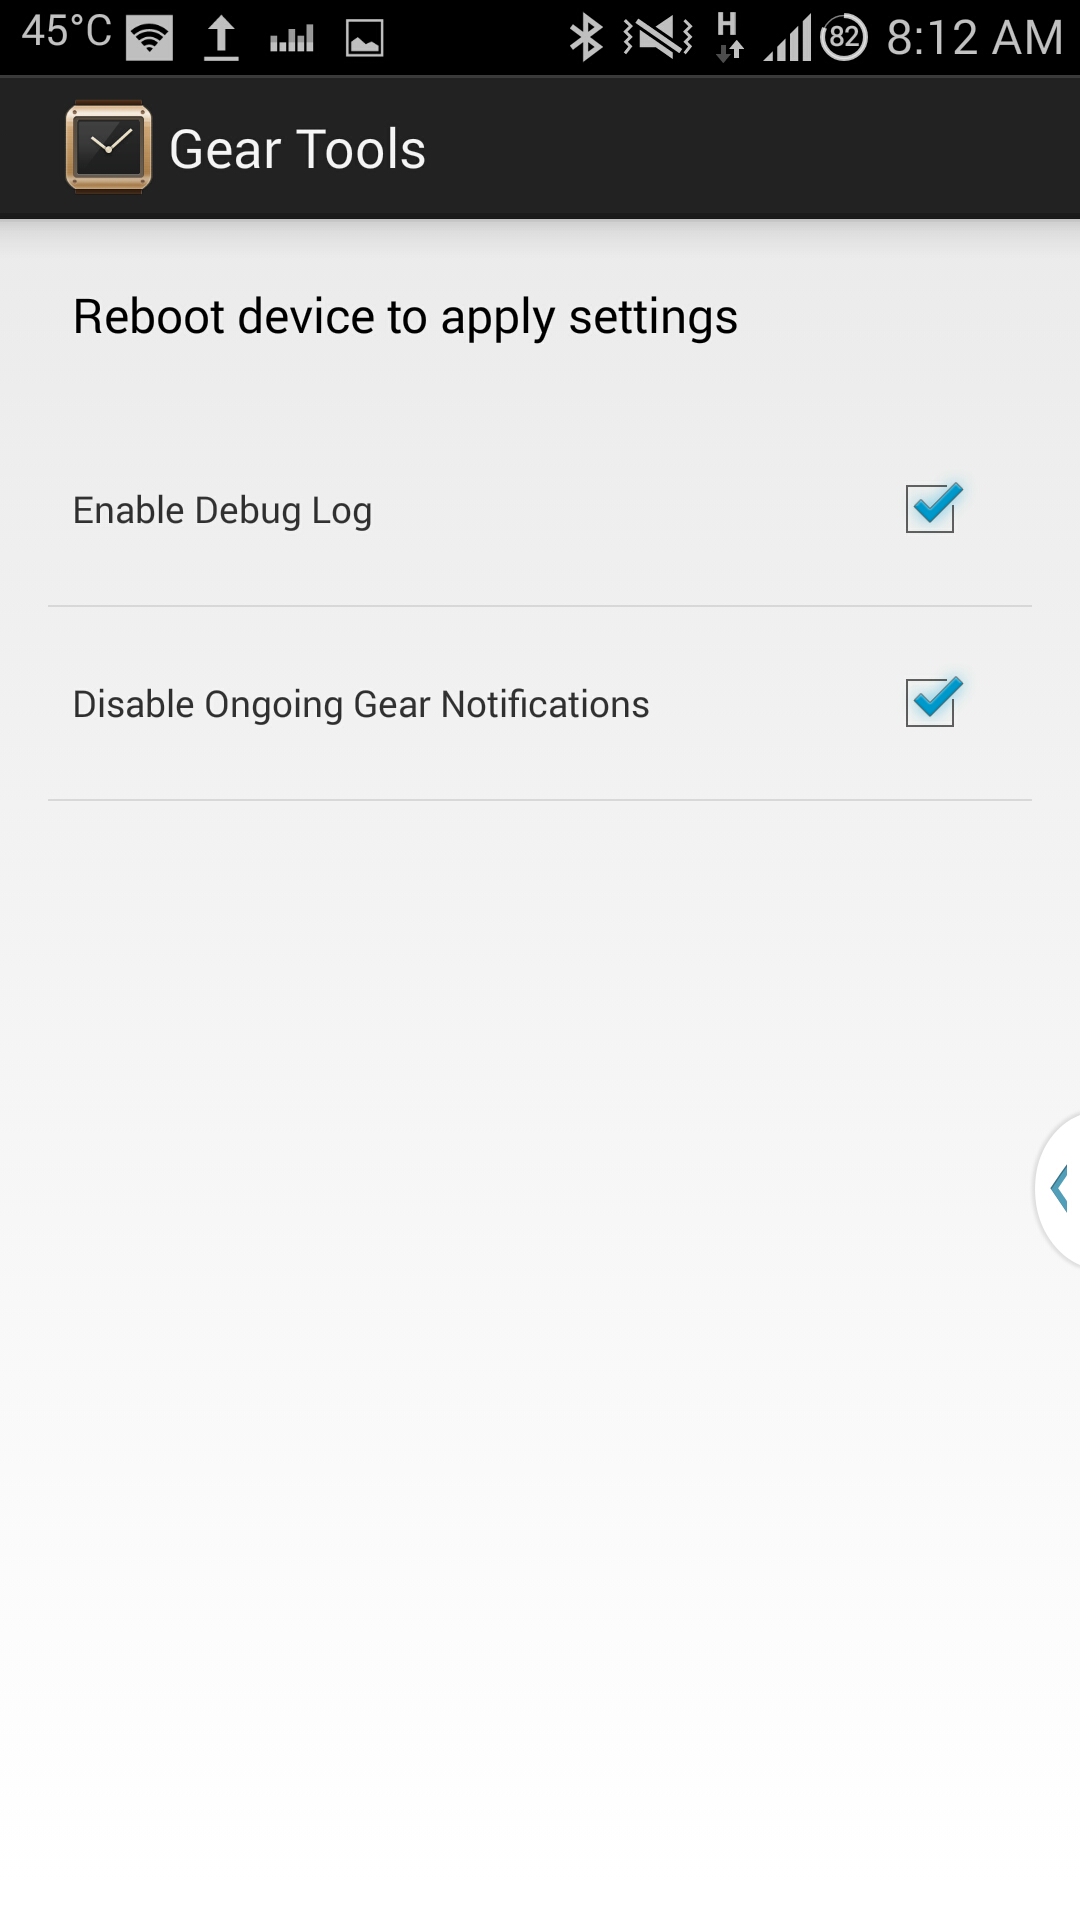 45°C H 82 8:12 AM
Gear Tools
Reboot device to apply settings
Enable Debug Log
Disable Ongoing Gear Notifications